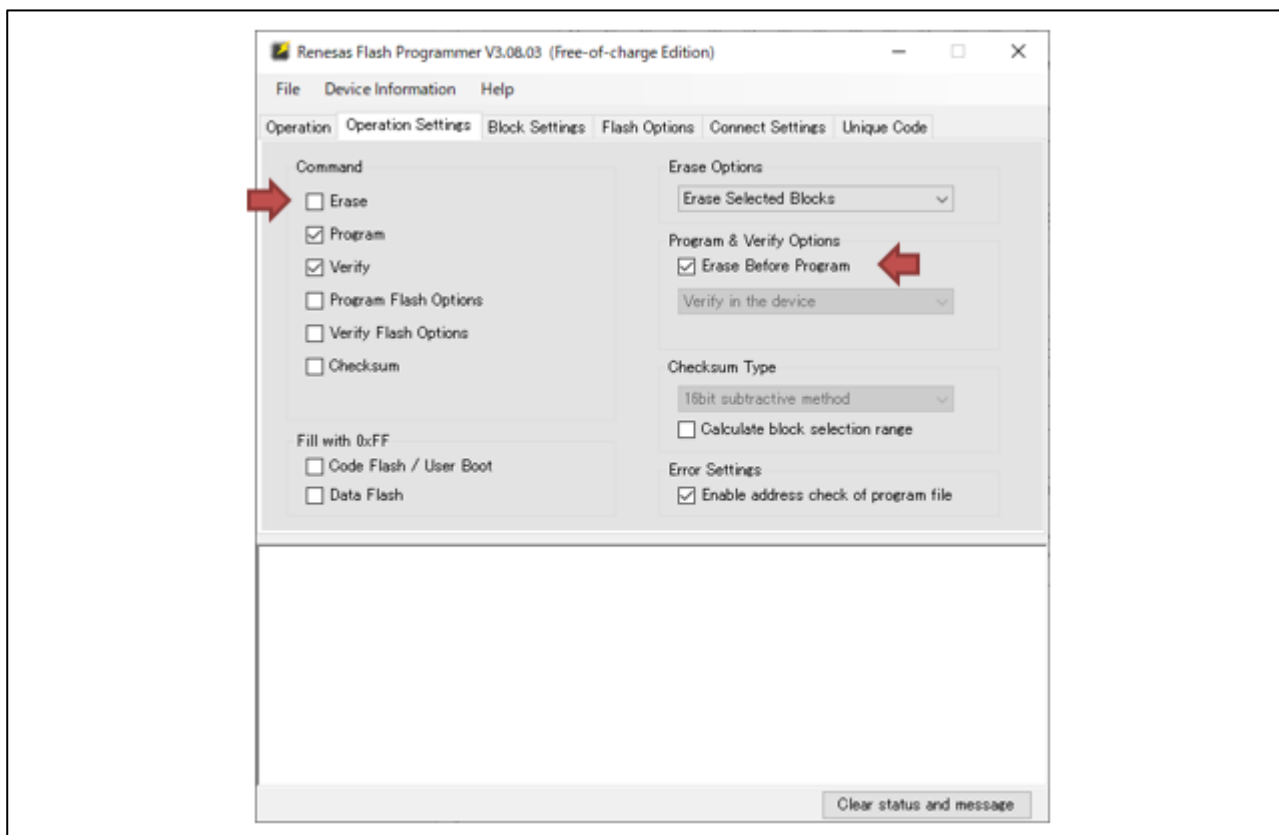 Renesas Flash Programmer V3.08.03 (Free-of-charge Edition)
File Device Information Help
Operation Operation Settings Block Settings Flash Options Connect Settings Unique Code
Command
Erase
Program
Verify
Program Flash Options
Verify Flash Options
Checksum
Fill with 0xFF
Code Flash / User Boot
Data Flash
Erase Options
Erase Selected Blocks
Program & Verify Options
Erase Before Program
Verify in the device
Checksum Type
16bit subtractive method
Calculate block selection range
Error Settings
Enable address check of program file
Clear status and message